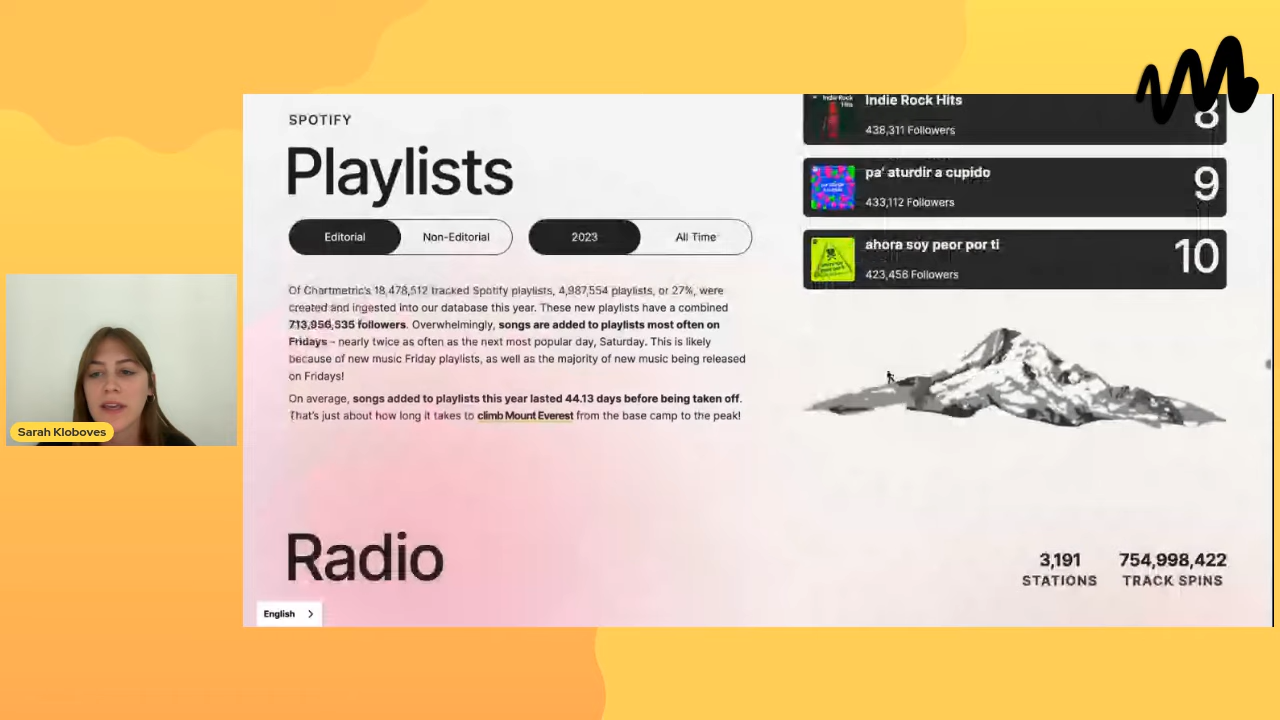 SPOTIFY
Playlists
Editorial
Non-Editorial
2023
All Time
Of Chartmetric's 18,478,512 tracked Spotify playlists, 4,987,554 playlists, or 27%, were
created and ingested into our database this year. These new playlists have a combined
713,956,535 followers. Overwhelmingly, songs are added to playlists most often on
Fridays - nearly twice as often as the next most popular day, Saturday. This is likely
because of new music Friday playlists, as well as the majority of new music being released
on Fridays!
On average, songs added to playlists this year lasted 44.13 days before being taken off.
That's just about how long it takes to climb Mount Everest from the base camp to the peak!
Indie Rock Hits
438,311 Followers
8
pa' aturdir a cupido
433,112 Followers
9
ahora soy peor por ti
423,458 Followers
10
Radio
3,191
STATIONS
754,998,422
TRACK SPINS
English
Sarah Kloboves